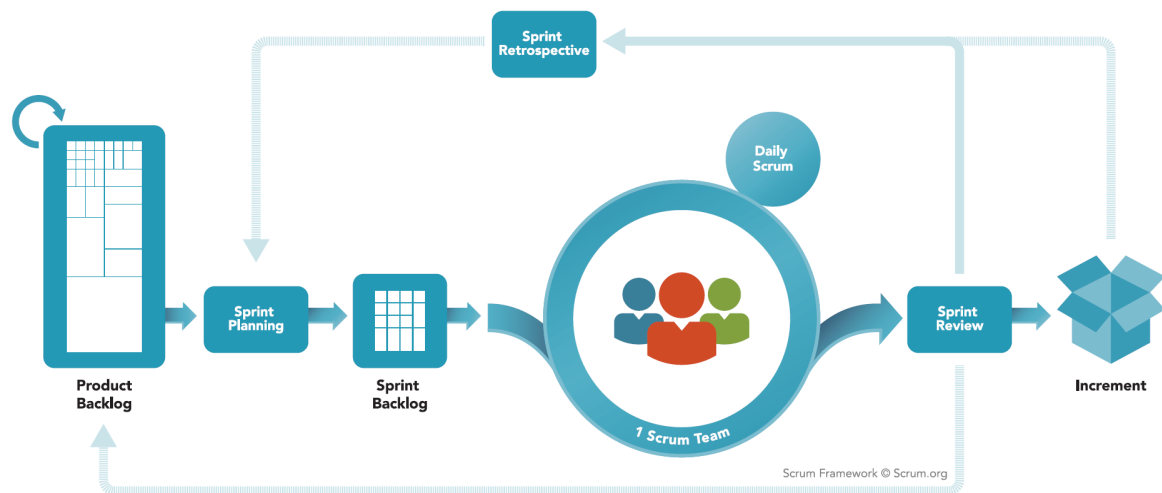 Sprint
Retrospective
Daily
Scrum
Sprint
Planning
Sprint
Review
Product
Backlog
Sprint
Backlog
Increment
1 Scrum Team
Scrum Framework © Scrum.org